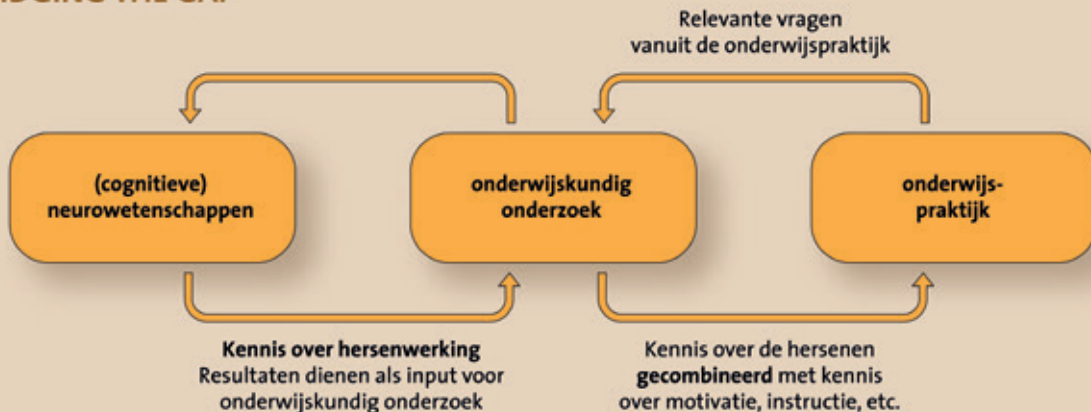 Relevante vragen
vanuit de onderwijspraktijk
(cognitieve)
neurowetenschappen
onderwijskundig
onderzoek
onderwijs-
praktijk
Kennis over hersenwerking
Resultaten dienen als input voor
onderwijskundig onderzoek
Kennis over de hersenen
gecombineerd met kennis
over motivatie, instructie, etc.